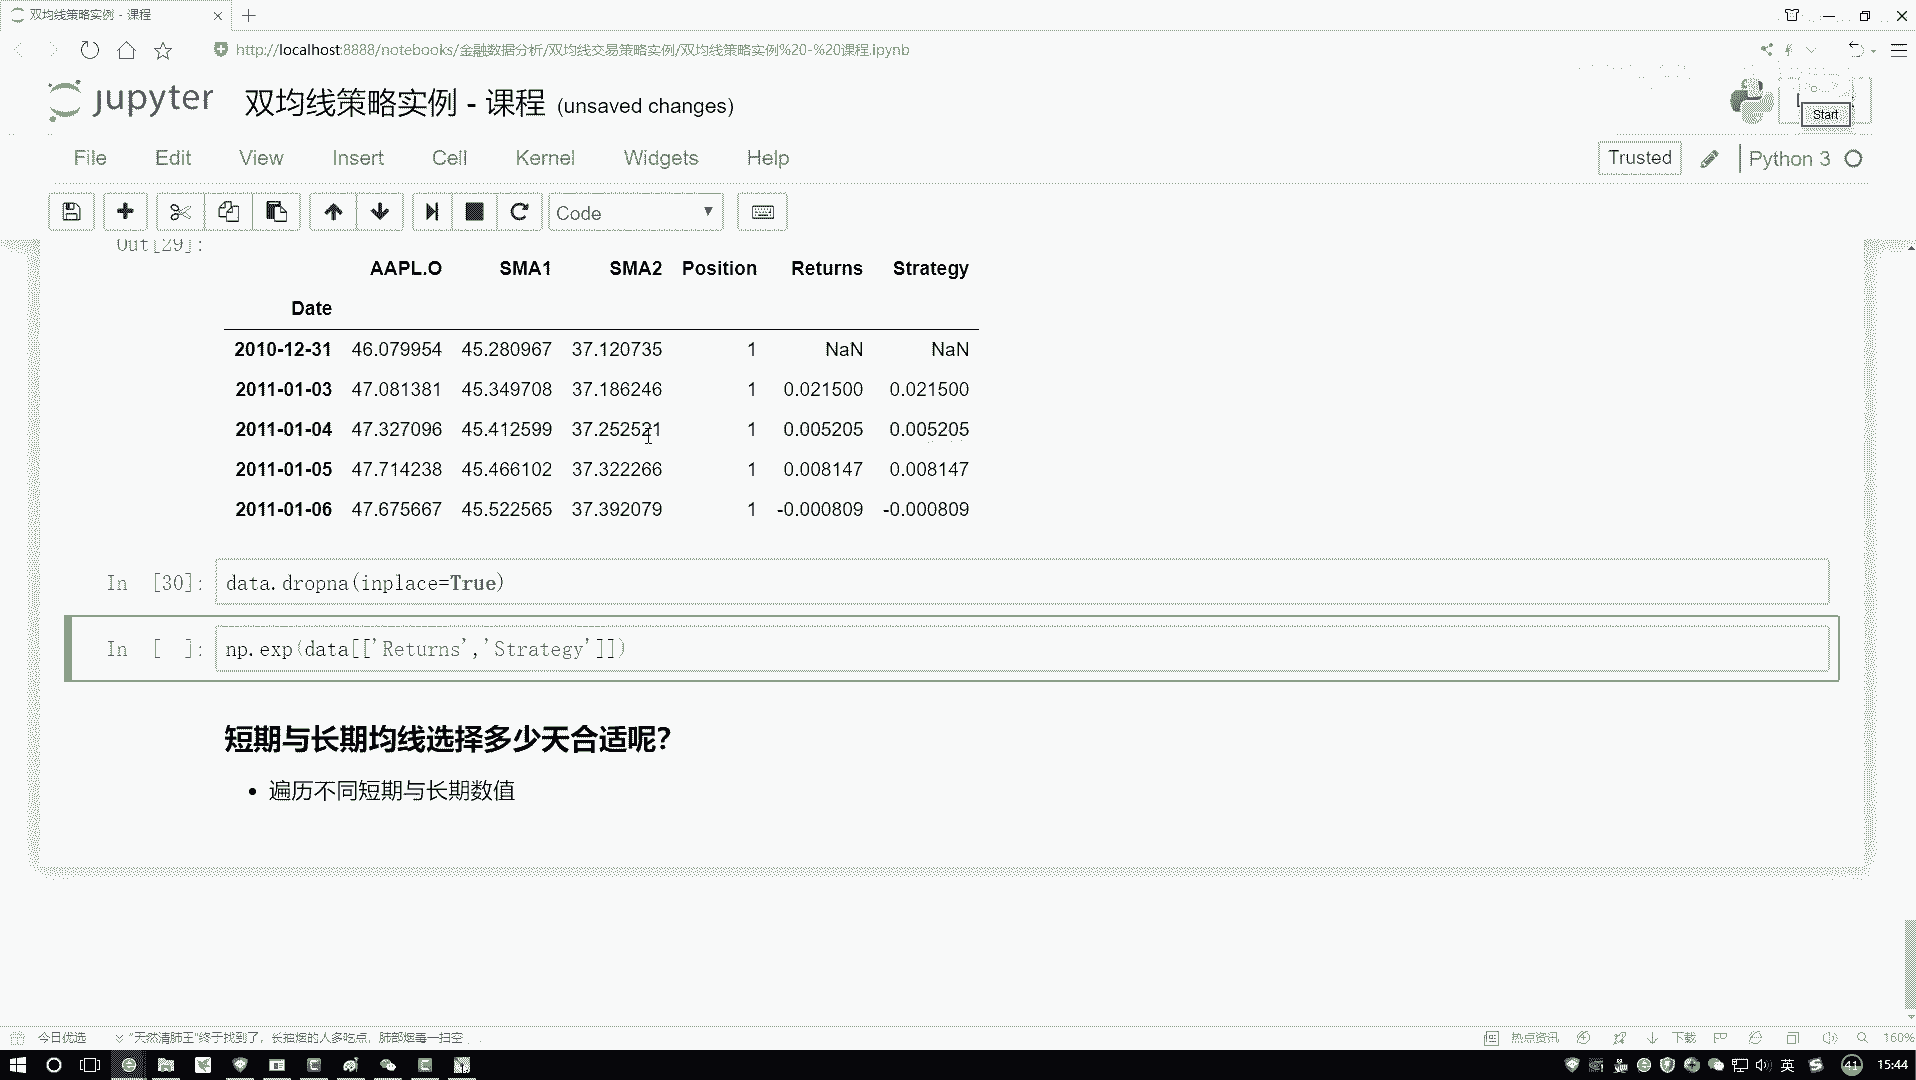 双均线策略实例 - 课程
http://localhost:8888/notebooks/金融数据分析/双均线交易策略实例/双均线策略实例%20-%20课程.ipynb
jupyter 双均线策略实例 - 课程 (unsaved changes)
Start
File Edit View Insert Cell Kernel Widgets Help
Trusted Python 3
Code
Out[29]:
AAPL.O SMA1 SMA2 Position Returns Strategy
Date
2010-12-31 46.079954 45.280967 37.120735 1 NaN NaN
2011-01-03 47.081381 45.349708 37.186246 1 0.021500 0.021500
2011-01-04 47.327096 45.412599 37.252521 1 0.005205 0.005205
2011-01-05 47.714238 45.466102 37.322266 1 0.008147 0.008147
2011-01-06 47.675667 45.522565 37.392079 1 -0.000809 -0.000809
In [30]: data.dropna(inplace=True)
In [ ]: np.exp(data[['Returns','Strategy']])
短期与长期均线选择多少天合适呢?
• 遍历不同短期与长期数值
今日优选 "天然清肺王"终于找到了，长抽烟的人多吃点，肺部烟毒一扫空
热点资讯 下载 160%
英 41 15:44